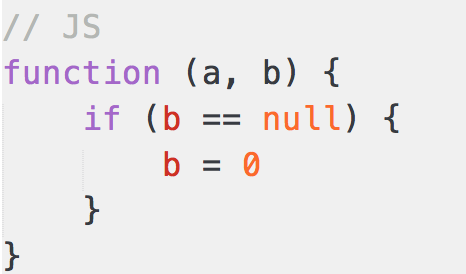 // JS
function (a, b) {
    if (b == null) {
        b = 0
    }
}